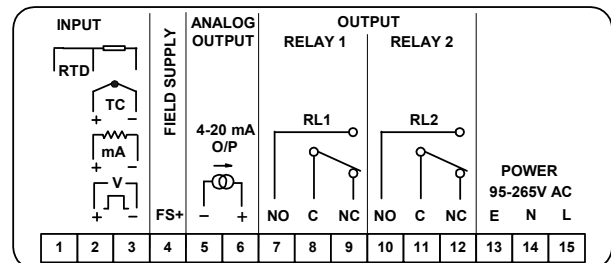 INPUT
RTD
TC
+ −
mA
+ −
V
+ −
FIELD SUPPLY
FS+
ANALOG
OUTPUT
4-20 mA
O/P
− +
OUTPUT
RELAY 1 RELAY 2
RL1 RL2
NO C NC NO C NC
POWER
95-265V AC
E N L
1 2 3 4 5 6 7 8 9 10 11 12 13 14 15